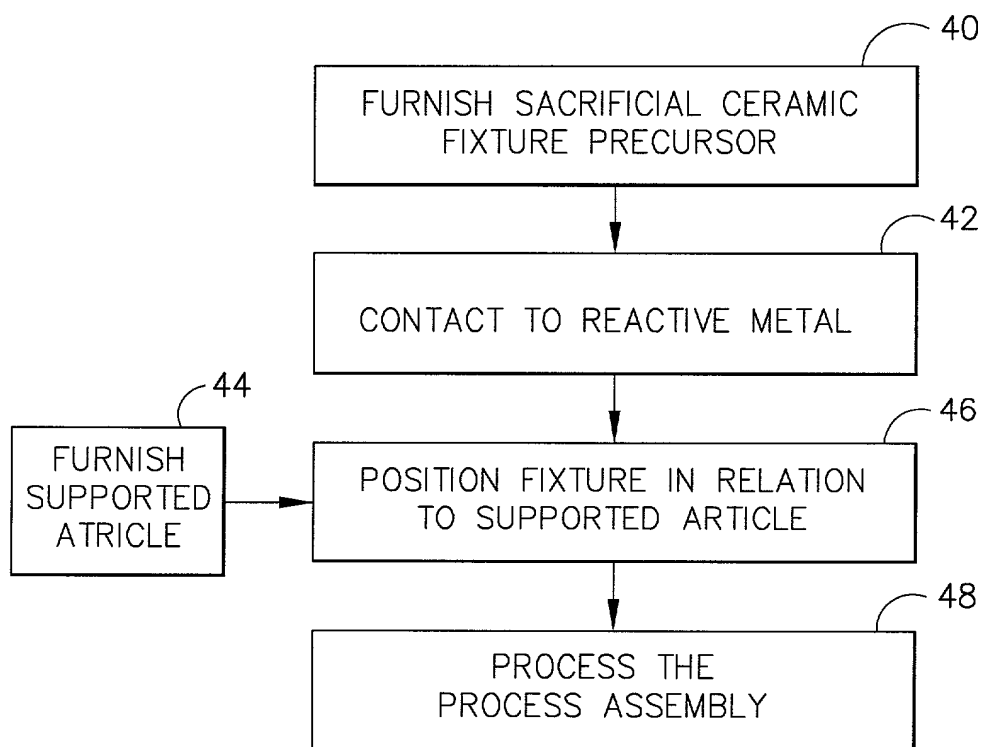 40
FURNISH SACRIFICIAL CERAMIC
FIXTURE PRECURSOR
42
CONTACT TO REACTIVE METAL
44
FURNISH
SUPPORTED
ATRICLE
46
POSITION FIXTURE IN RELATION
TO SUPPORTED ARTICLE
48
PROCESS THE
PROCESS ASSEMBLY